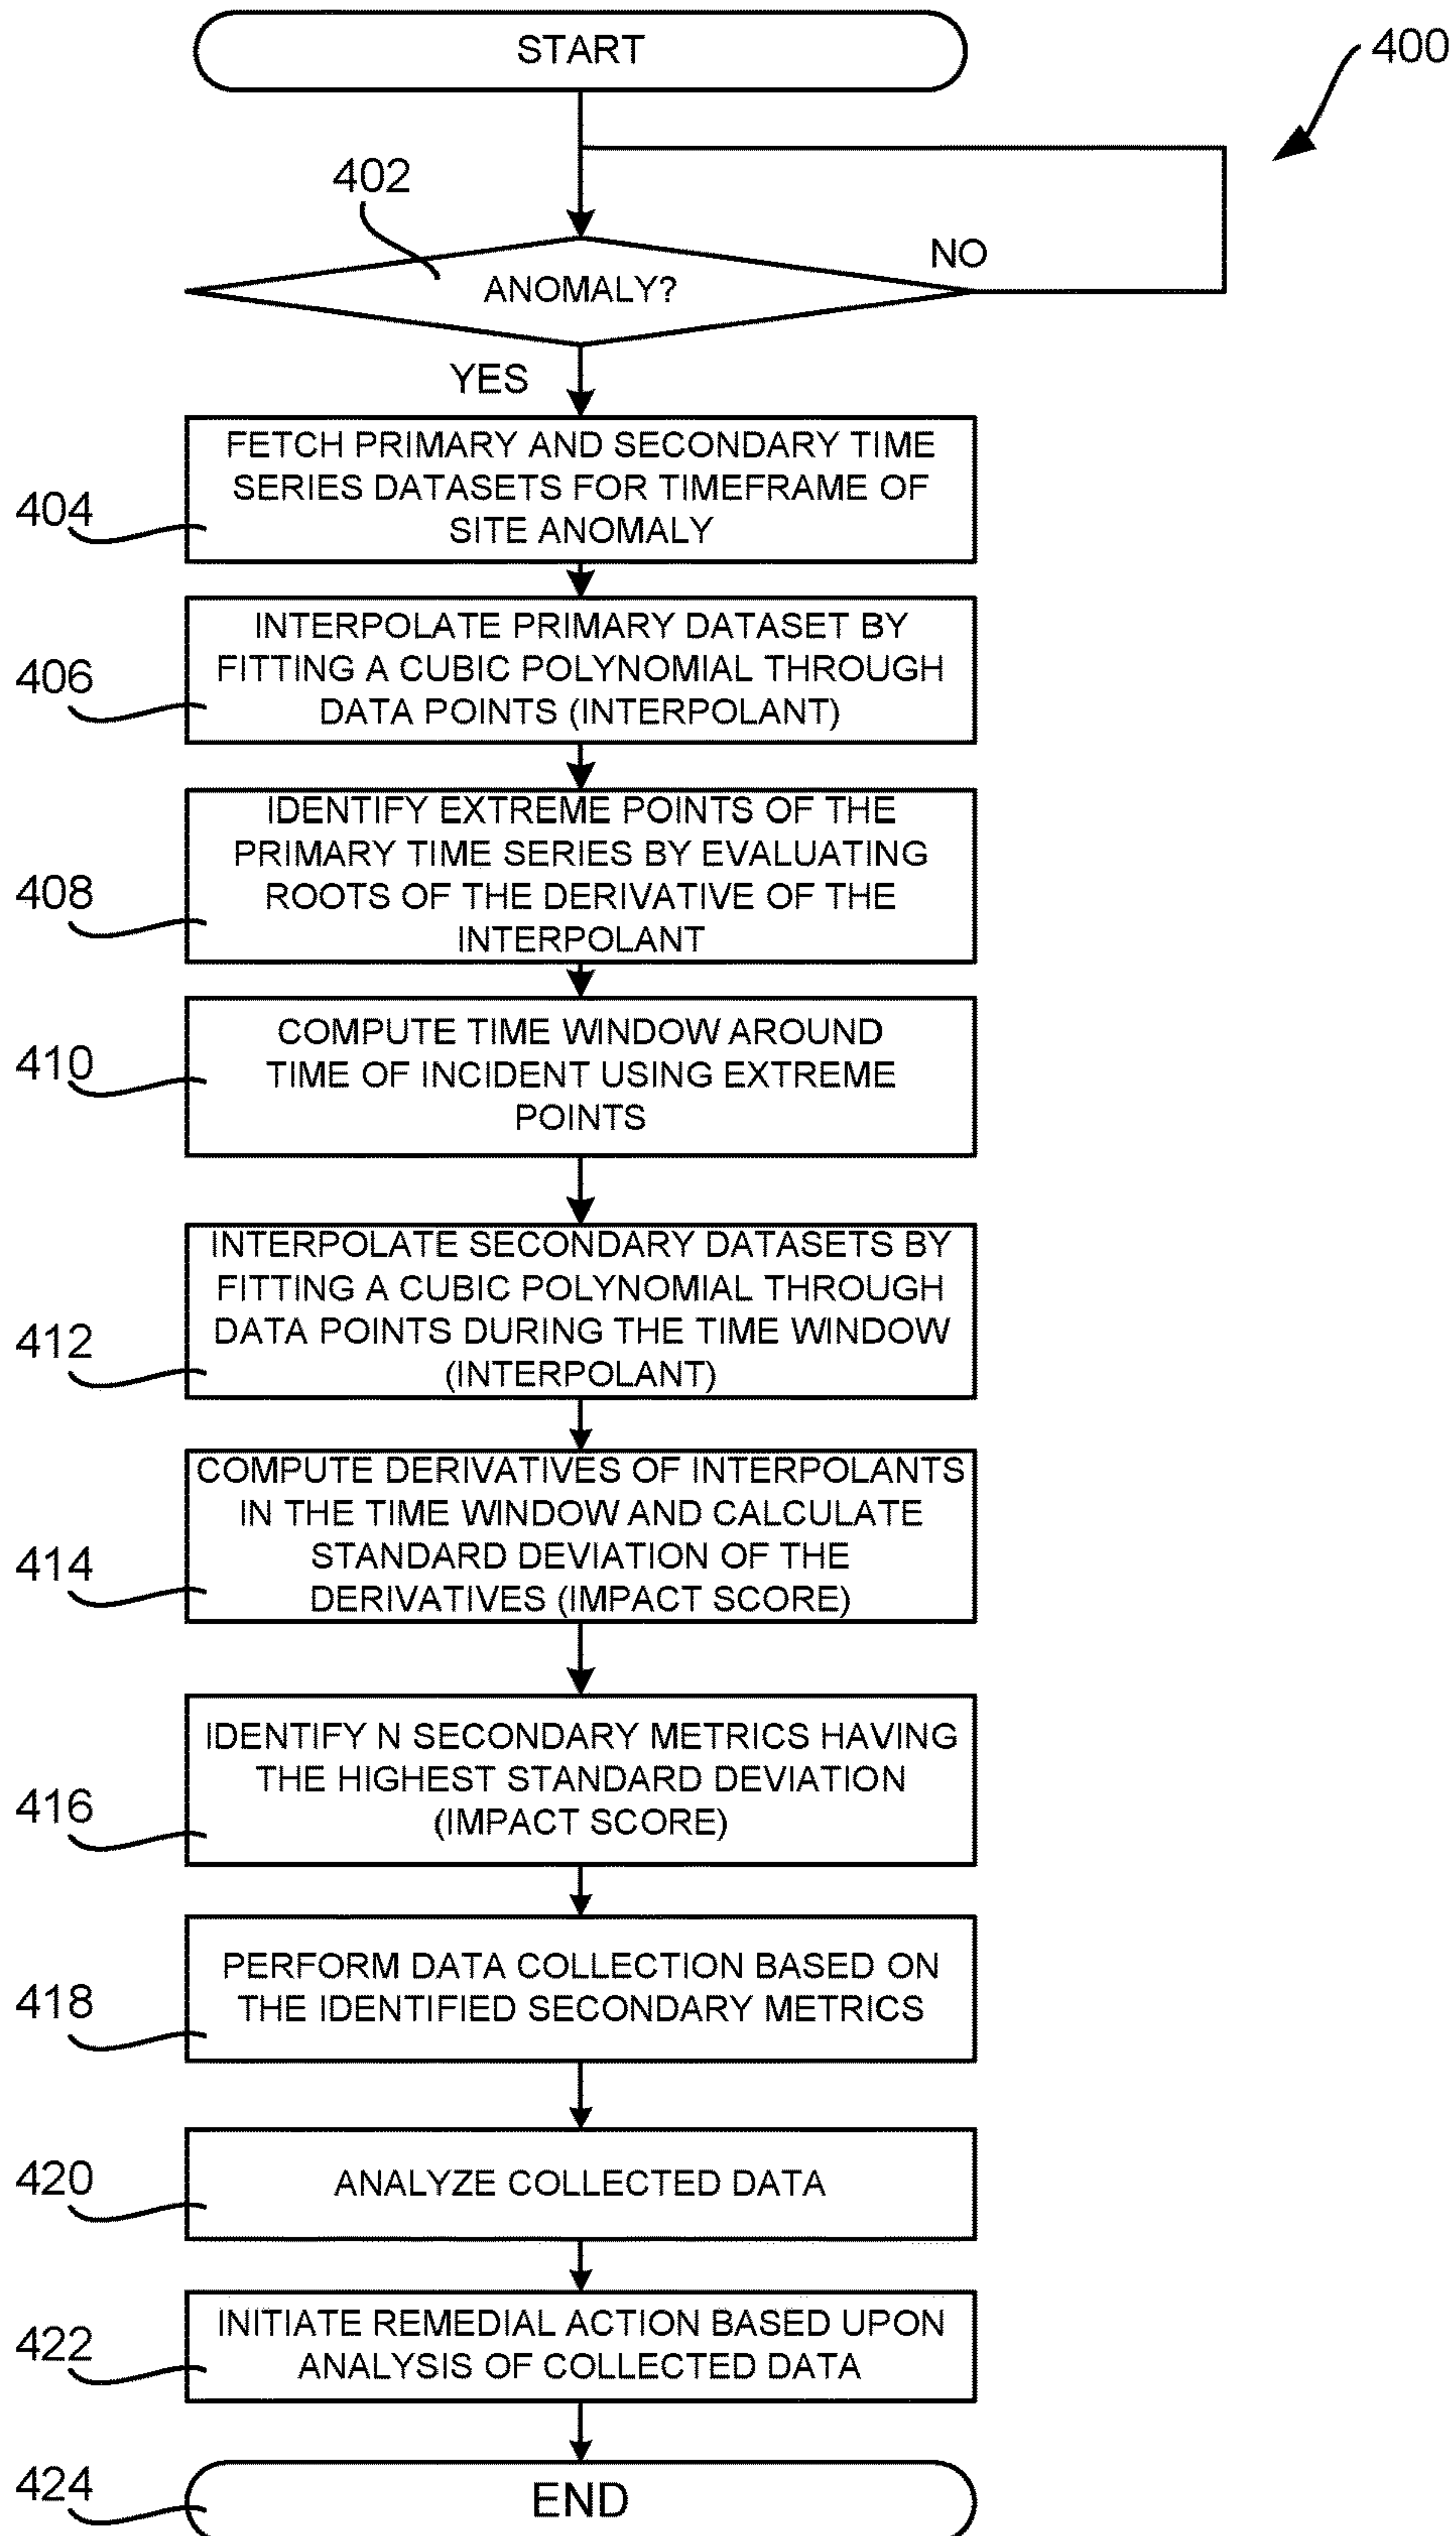 START
400
402
ANOMALY?
NO
YES
FETCH PRIMARY AND SECONDARY TIME
SERIES DATASETS FOR TIMEFRAME OF
SITE ANOMALY
404
INTERPOLATE PRIMARY DATASET BY
FITTING A CUBIC POLYNOMIAL THROUGH
DATA POINTS (INTERPOLANT)
406
IDENTIFY EXTREME POINTS OF THE
PRIMARY TIME SERIES BY EVALUATING
ROOTS OF THE DERIVATIVE OF THE
INTERPOLANT
408
COMPUTE TIME WINDOW AROUND
TIME OF INCIDENT USING EXTREME
POINTS
410
INTERPOLATE SECONDARY DATASETS BY
FITTING A CUBIC POLYNOMIAL THROUGH
DATA POINTS DURING THE TIME WINDOW
(INTERPOLANT)
412
COMPUTE DERIVATIVES OF INTERPOLANTS
IN THE TIME WINDOW AND CALCULATE
STANDARD DEVIATION OF THE
DERIVATIVES (IMPACT SCORE)
414
IDENTIFY N SECONDARY METRICS HAVING
THE HIGHEST STANDARD DEVIATION
(IMPACT SCORE)
416
PERFORM DATA COLLECTION BASED ON
THE IDENTIFIED SECONDARY METRICS
418
ANALYZE COLLECTED DATA
420
INITIATE REMEDIAL ACTION BASED UPON
ANALYSIS OF COLLECTED DATA
422
END
424